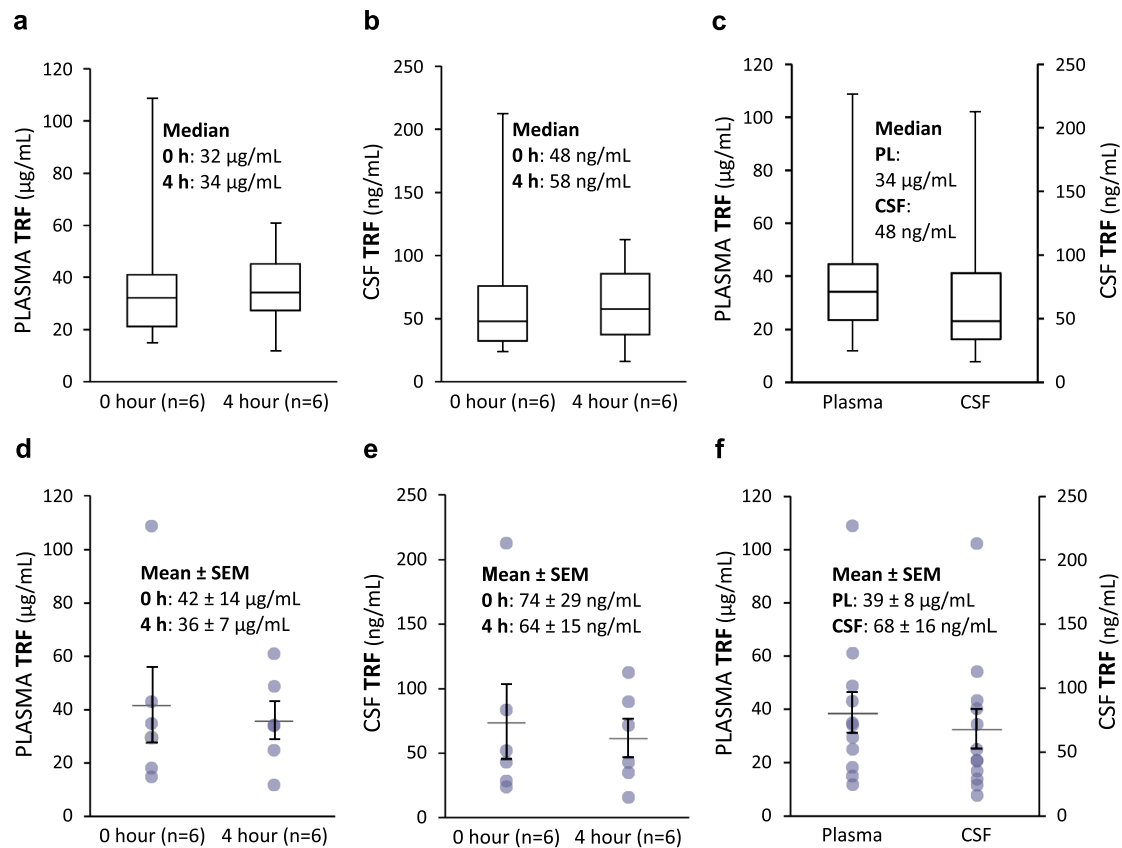 a
PLASMA TRF (µg/mL)
120
100
80
60
40
20
0
Median
0 h: 32 µg/mL
4 h: 34 µg/mL
0 hour (n=6) 4 hour (n=6)
b
CSF TRF (ng/mL)
250
200
150
100
50
0
Median
0 h: 48 ng/mL
4 h: 58 ng/mL
0 hour (n=6) 4 hour (n=6)
c
PLASMA TRF (µg/mL)
120
100
80
60
40
20
0
Median
PL:
34 µg/mL
CSF:
48 ng/mL
250
200
150
100
50
0
CSF TRF (ng/mL)
Plasma CSF
d
PLASMA TRF (µg/mL)
120
100
80
60
40
20
0
Mean ± SEM
0 h: 42 ± 14 µg/mL
4 h: 36 ± 7 µg/mL
0 hour (n=6) 4 hour (n=6)
e
CSF TRF (ng/mL)
250
200
150
100
50
0
Mean ± SEM
0 h: 74 ± 29 ng/mL
4 h: 64 ± 15 ng/mL
0 hour (n=6) 4 hour (n=6)
f
PLASMA TRF (µg/mL)
120
100
80
60
40
20
0
Mean ± SEM
PL: 39 ± 8 µg/mL
CSF: 68 ± 16 ng/mL
250
200
150
100
50
0
CSF TRF (ng/mL)
Plasma CSF